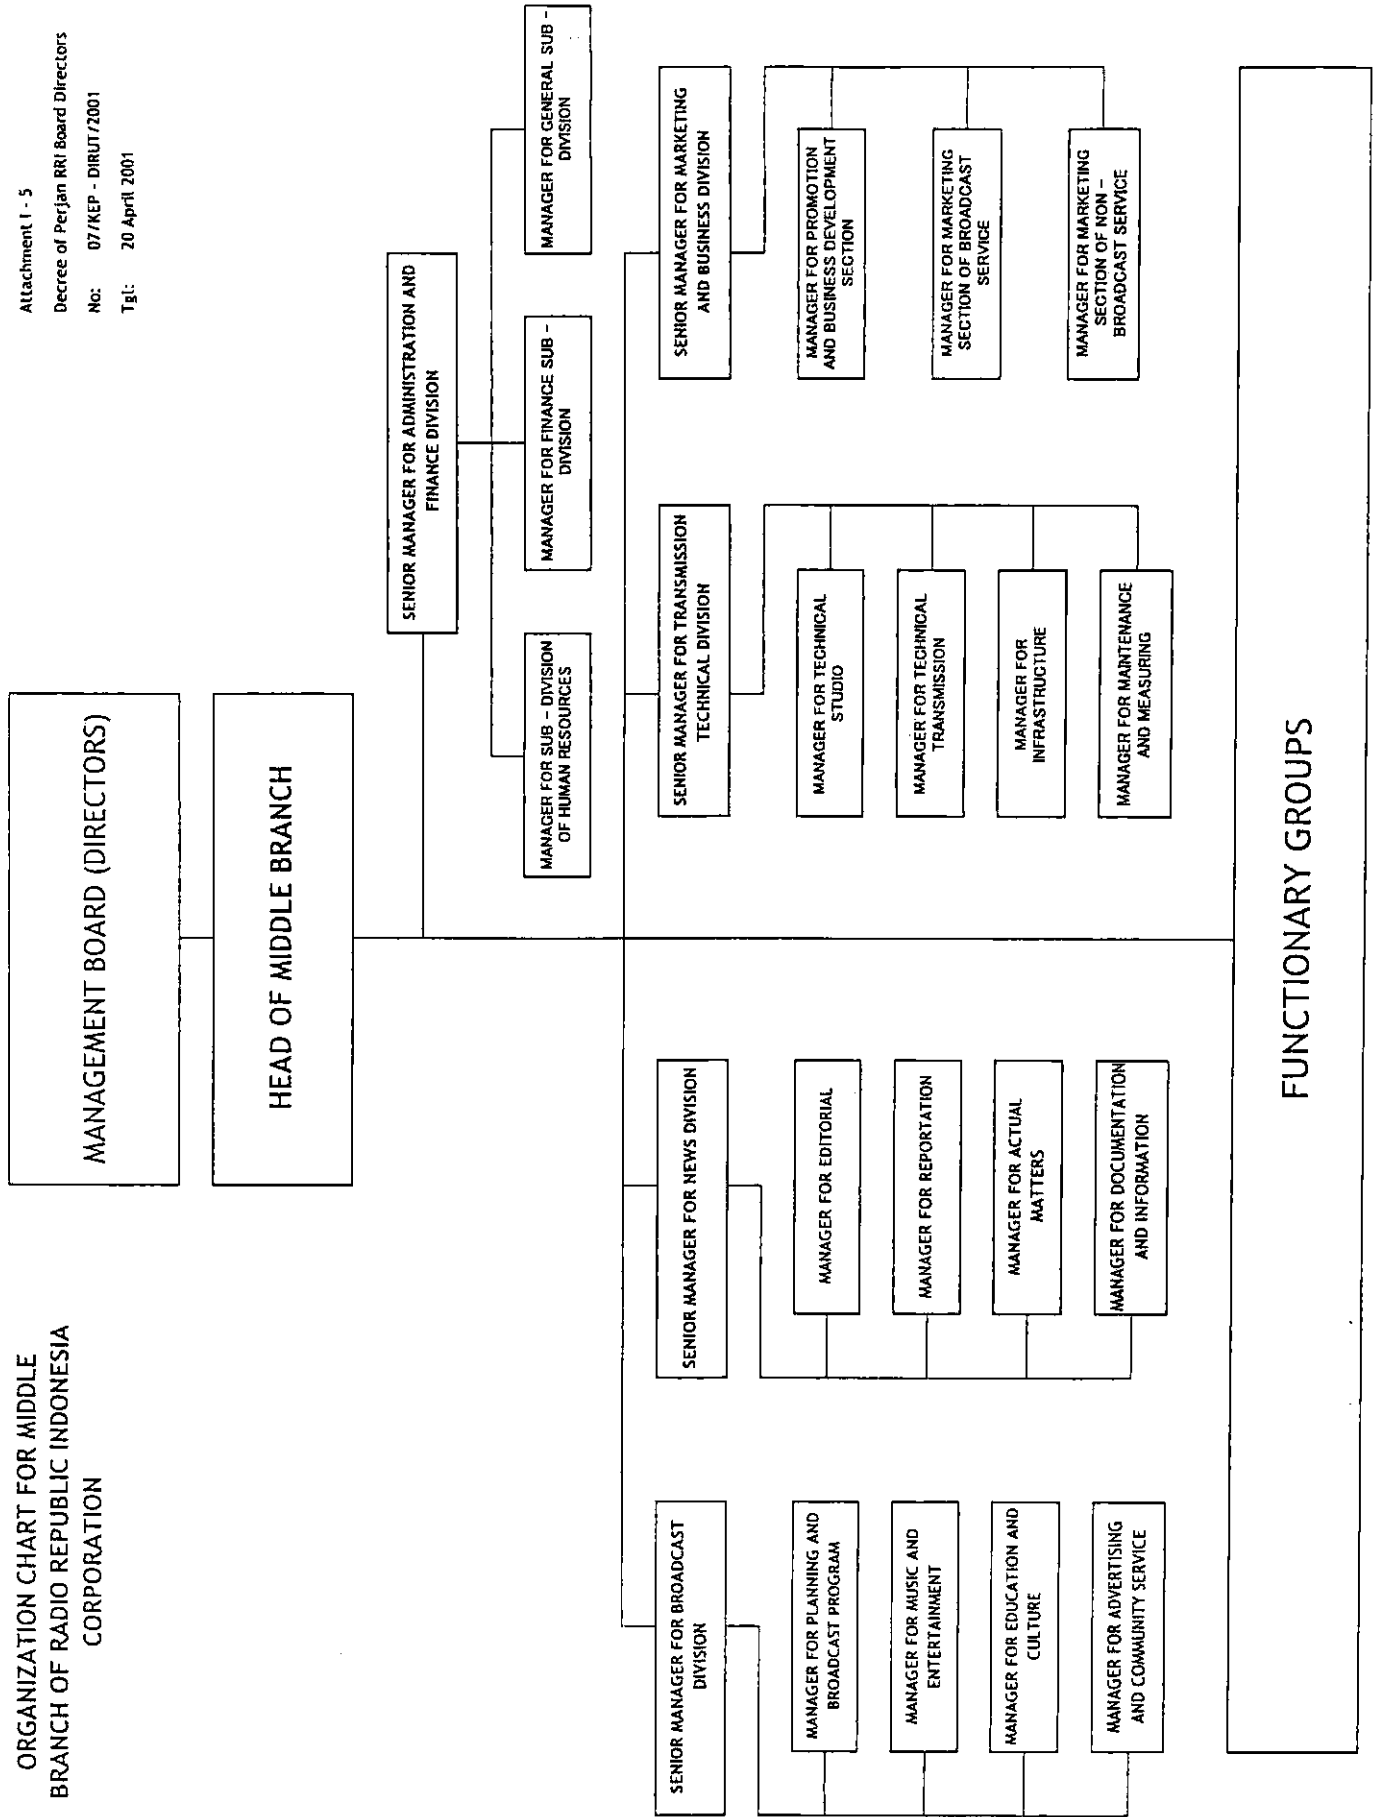 ORGANIZATION CHART FOR MIDDLE
BRANCH OF RADIO REPUBLIC INDONESIA
CORPORATION
Attachment I - 5
Decree of Perjan RRI Board Directors
No: 07/KEP - DIRUT/2001
Tgl: 20 April 2001
MANAGEMENT BOARD (DIRECTORS)
HEAD OF MIDDLE BRANCH
SENIOR MANAGER FOR ADMINISTRATION AND
FINANCE DIVISION
MANAGER FOR SUB - DIVISION
OF HUMAN RESOURCES
MANAGER FOR FINANCE SUB -
DIVISION
MANAGER FOR GENERAL SUB -
DIVISION
SENIOR MANAGER FOR BROADCAST
DIVISION
MANAGER FOR PLANNING AND
BROADCAST PROGRAM
MANAGER FOR MUSIC AND
ENTERTAINMENT
MANAGER FOR EDUCATION AND
CULTURE
MANAGER FOR ADVERTISING
AND COMMUNITY SERVICE
SENIOR MANAGER FOR NEWS DIVISION
MANAGER FOR EDITORIAL
MANAGER FOR REPORTATION
MANAGER FOR ACTUAL
MATTERS
MANAGER FOR DOCUMENTATION
AND INFORMATION
SENIOR MANAGER FOR TRANSMISSION
TECHNICAL DIVISION
MANAGER FOR TECHNICAL
STUDIO
MANAGER FOR TECHNICAL
TRANSMISSION
MANAGER FOR
INFRASTRUCTURE
MANAGER FOR MAINTENANCE
AND MEASURING
SENIOR MANAGER FOR MARKETING
AND BUSINESS DIVISION
MANAGER FOR PROMOTION
AND BUSINESS DEVELOPMENT
SECTION
MANAGER FOR MARKETING
SECTION OF BROADCAST
SERVICE
MANAGER FOR MARKETING
SECTION OF NON -
BROADCAST SERVICE
FUNCTIONARY GROUPS